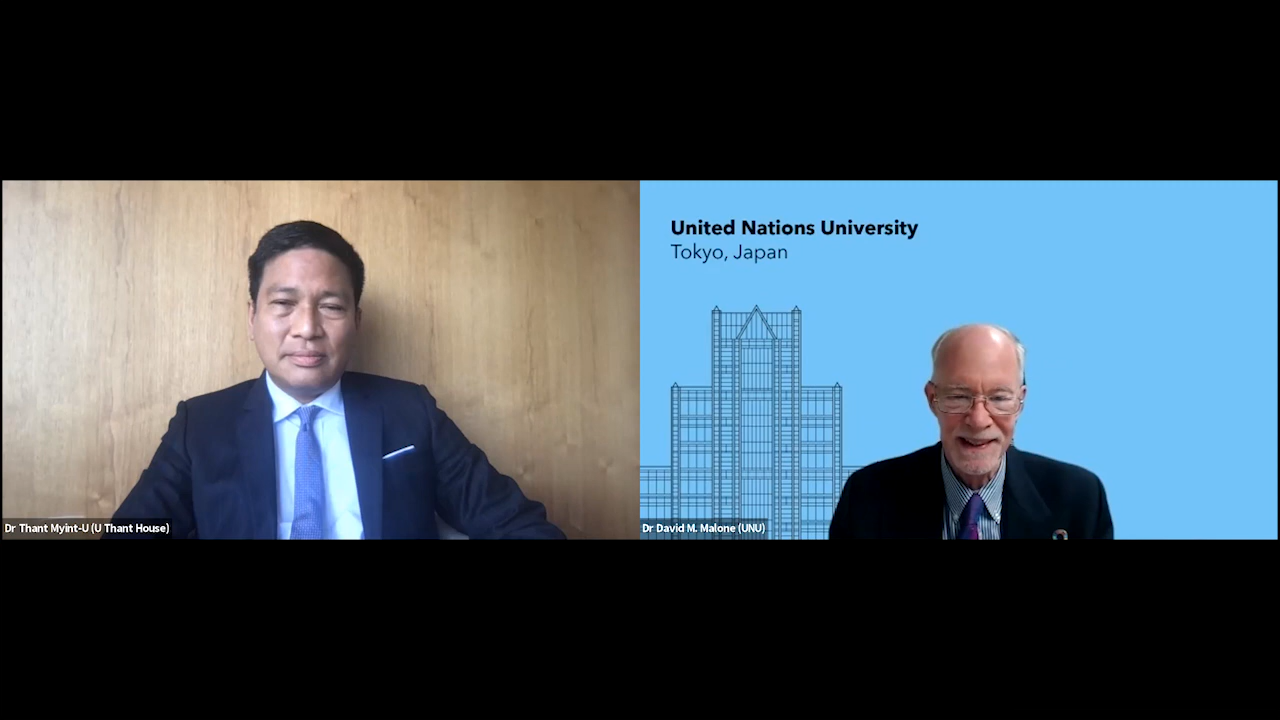 United Nations University
Tokyo, Japan
Dr Thant Myint-U (U Thant House)
Dr David M. Malone (UNU)